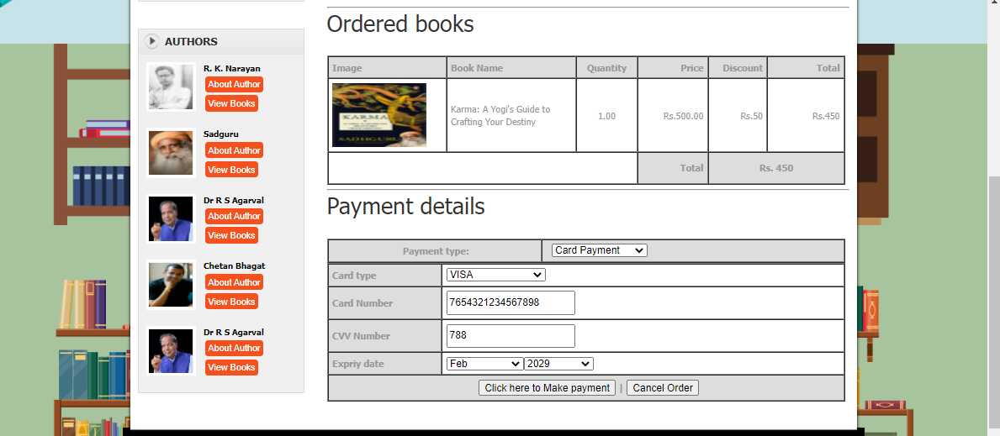 AUTHORS
R. K. Narayan
About Author
View Books
Sadguru
About Author
View Books
Dr R S Agarval
About Author
View Books
Chetan Bhagat
About Author
View Books
Dr R S Agarval
About Author
View Books
Ordered books
Image Book Name Quantity Price Discount Total
KARMA
SADHGURU
Karma: A Yogi's Guide to
Crafting Your Destiny
1.00 Rs.500.00 Rs.50 Rs.450
Total Rs. 450
Payment details
Payment type: Card Payment
Card type VISA
Card Number 7654321234567898
CVV Number 788
Expriy date Feb 2029
Click here to Make payment | Cancel Order